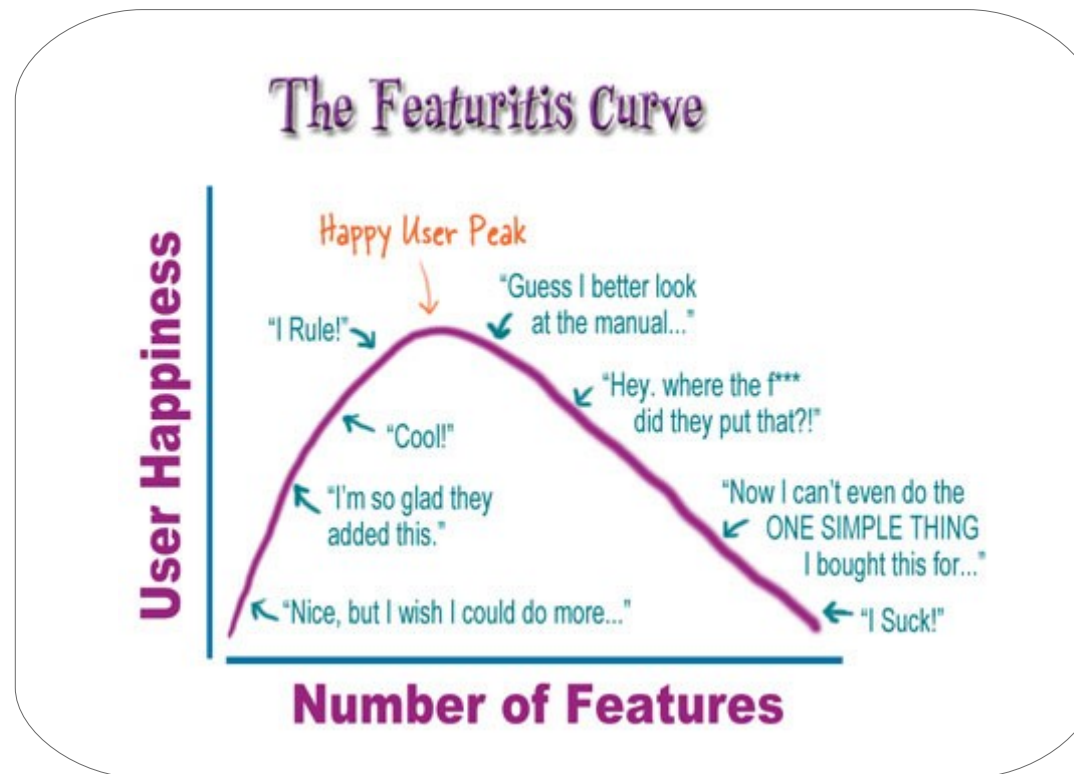 The Featuritis Curve
User Happiness
Happy User Peak
“Guess I better look
at the manual...”
“I Rule!”
“Hey. where the f***
did they put that?!”
“Cool!”
“I’m so glad they
added this.”
“Now I can’t even do the
ONE SIMPLE THING
I bought this for...”
“Nice, but I wish I could do more...”
“I Suck!”
Number of Features